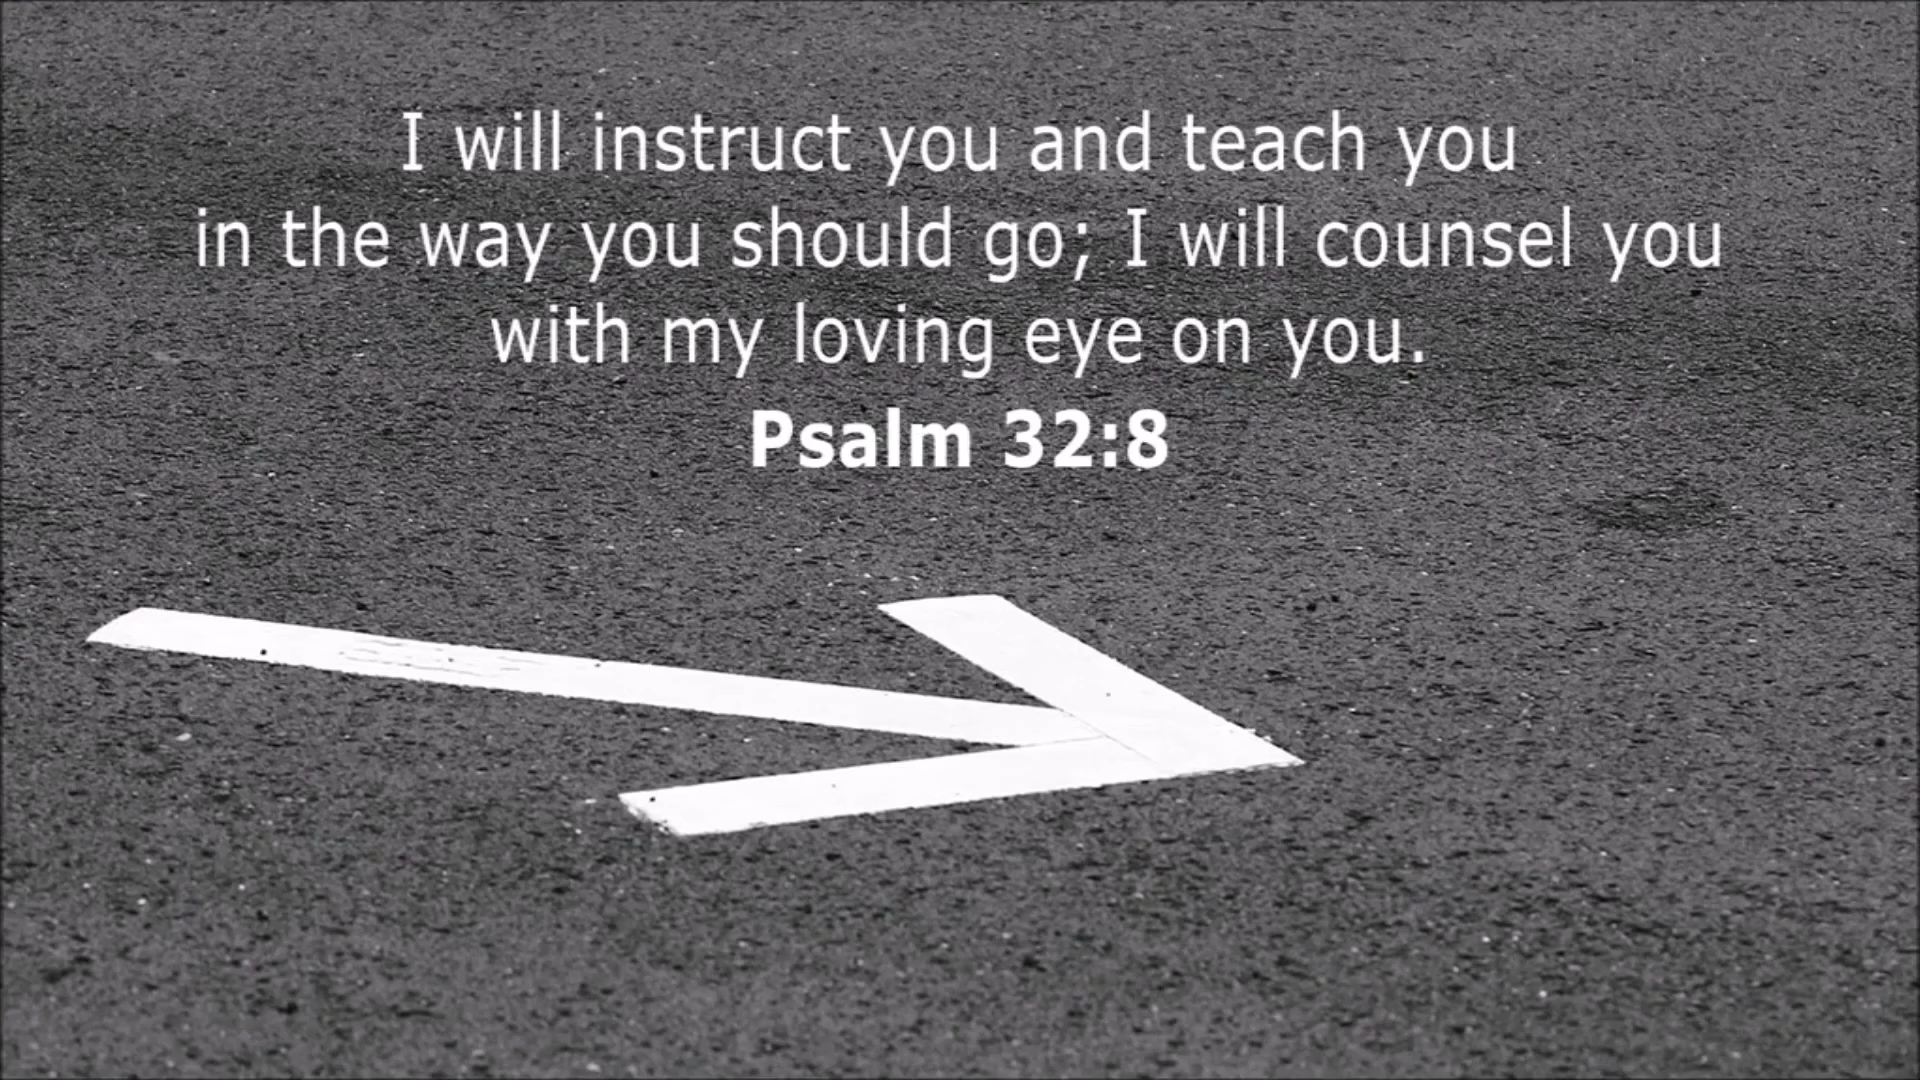 I will instruct you and teach you
in the way you should go; I will counsel you
with my loving eye on you.
Psalm 32:8